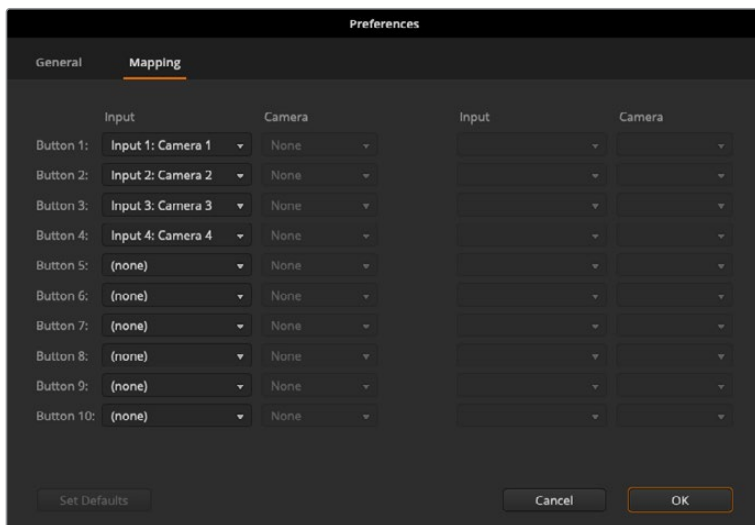 Preferences
General Mapping
Input Camera Input Camera
Button 1: Input 1: Camera 1 None
Button 2: Input 2: Camera 2 None
Button 3: Input 3: Camera 3 None
Button 4: Input 4: Camera 4 None
Button 5: (none) None
Button 6: (none) None
Button 7: (none) None
Button 8: (none) None
Button 9: (none) None
Button 10: (none) None
Set Defaults Cancel OK